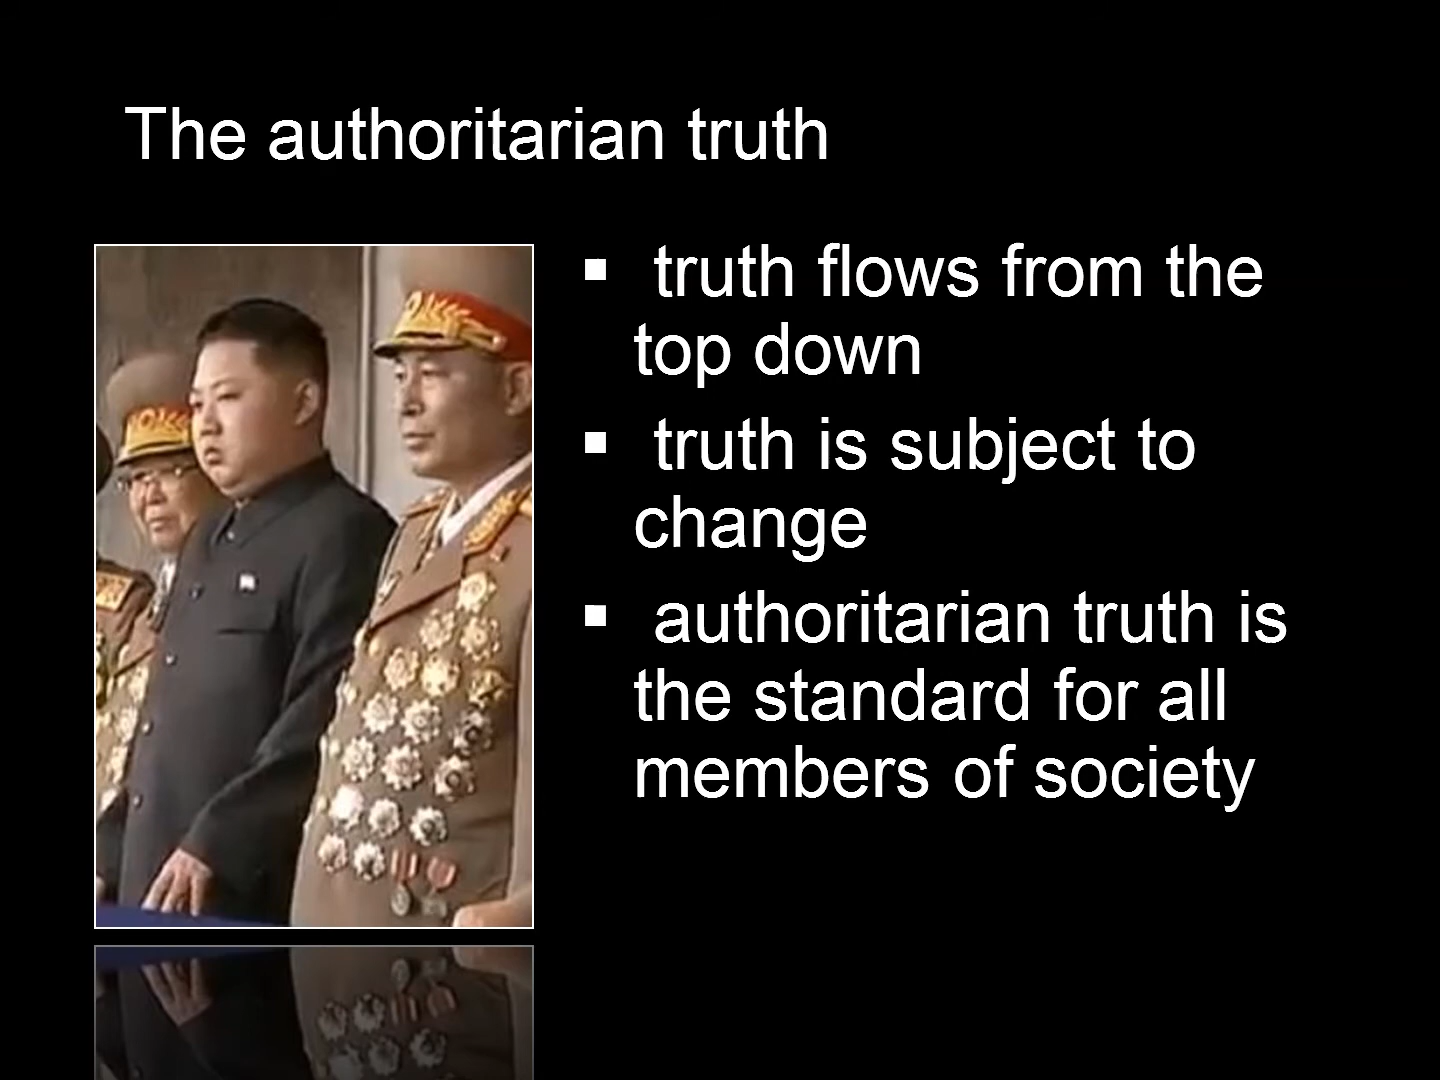 The authoritarian truth
▪ truth flows from the
top down
▪ truth is subject to
change
▪ authoritarian truth is
the standard for all
members of society